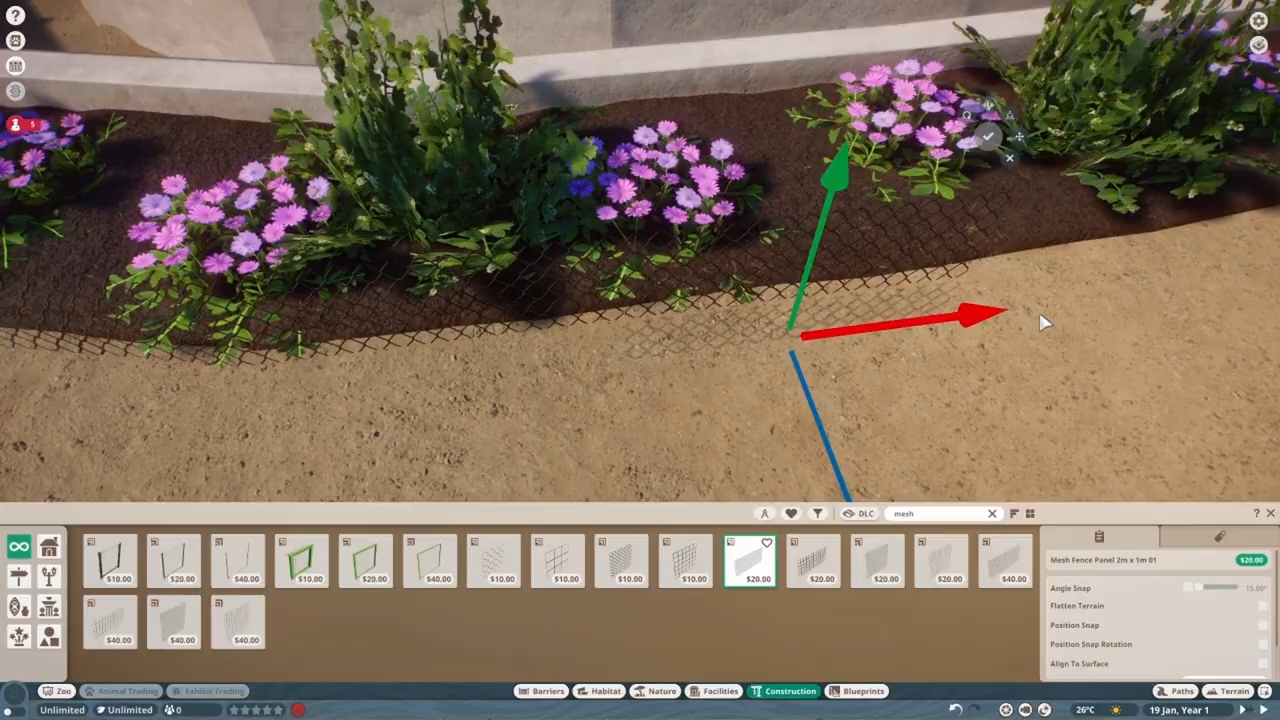 ?
5
DLC
mesh
?
$10.00
$20.00
$40.00
$10.00
$20.00
$40.00
$10.00
$10.00
$10.00
$10.00
$20.00
$20.00
$20.00
$20.00
$40.00
$40.00
$40.00
$40.00
Mesh Fence Panel 2m x 1m 01
$20.00
Angle Snap
15.00°
Flatten Terrain
Position Snap
Position Snap Rotation
Align To Surface
Zoo
Animal Trading
Exhibit Trading
Barriers
Habitat
Nature
Facilities
Construction
Blueprints
Paths
Terrain
Unlimited
Unlimited
0
26°C
19 Jan, Year 1